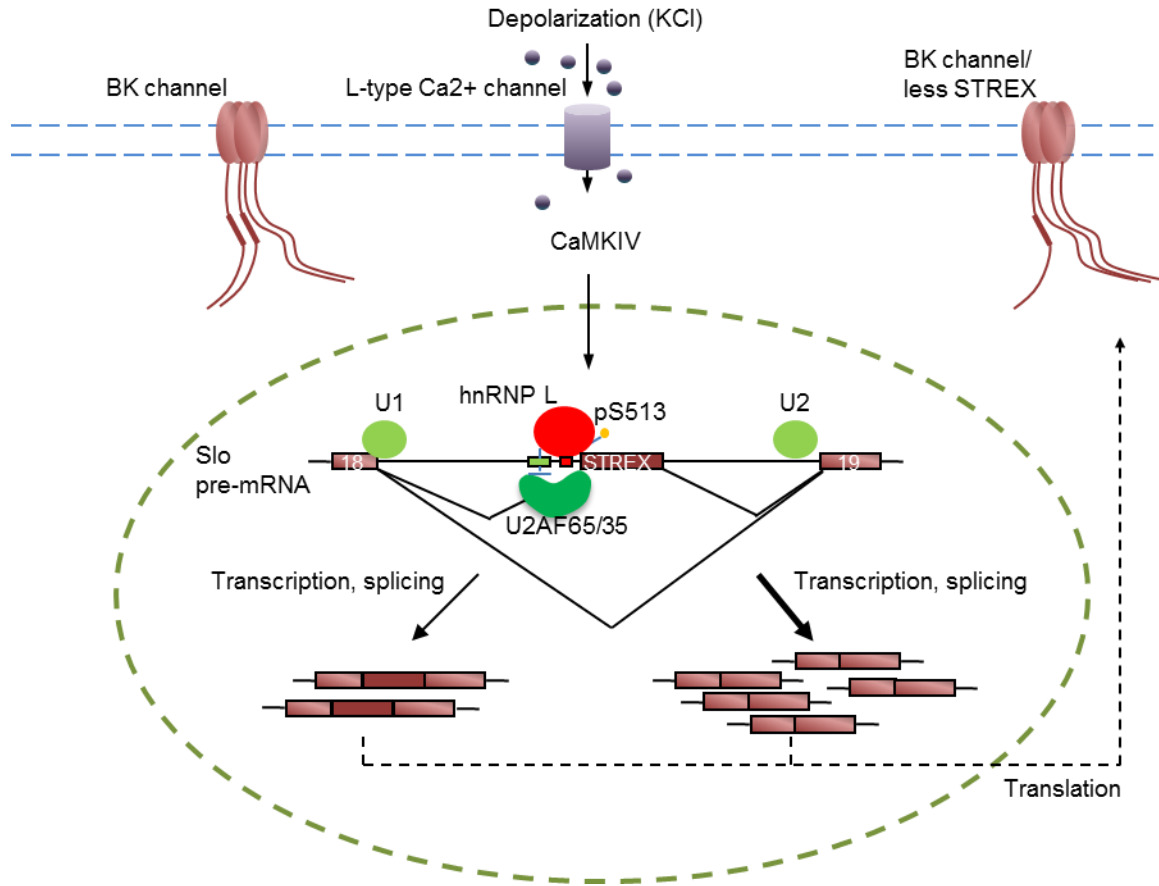 Depolarization (KCl)
BK channel
L-type Ca2+ channel
BK channel/
less STREX
CaMKIV
hnRNP L
U1
pS513
U2
Slo
pre-mRNA
18
STREX
19
U2AF65/35
Transcription, splicing
Transcription, splicing
Translation